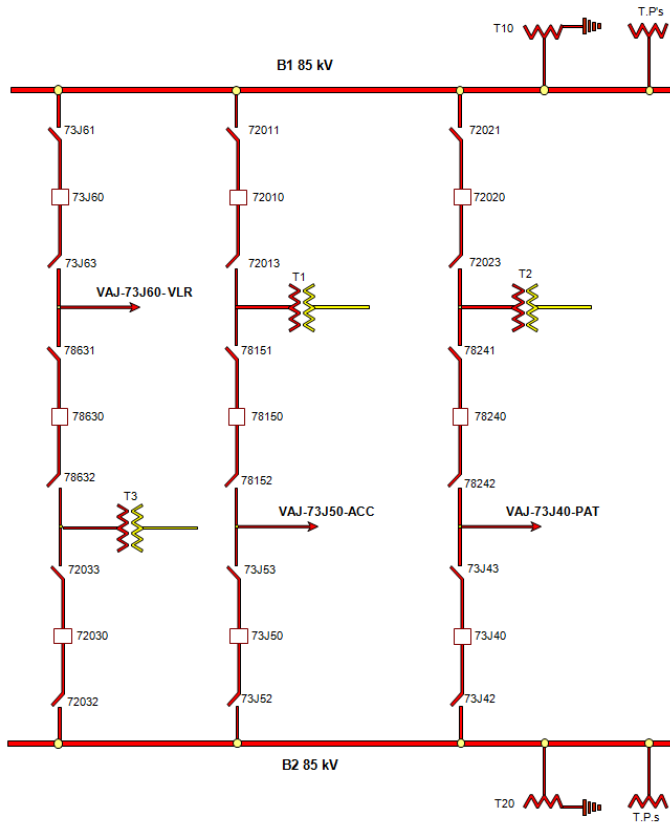 T.P's
T10
B1 85 kV
73J61
72011
72021
73J60
72010
72020
73J63
72013
72023
T1
T2
VAJ-73J60-VLR
78631
78151
78241
78630
78150
78240
78632
78152
78242
T3
VAJ-73J50-ACC
VAJ-73J40-PAT
72033
73J53
73J43
72030
73J50
73J40
72032
73J52
73J42
B2 85 kV
T20
T.P.s